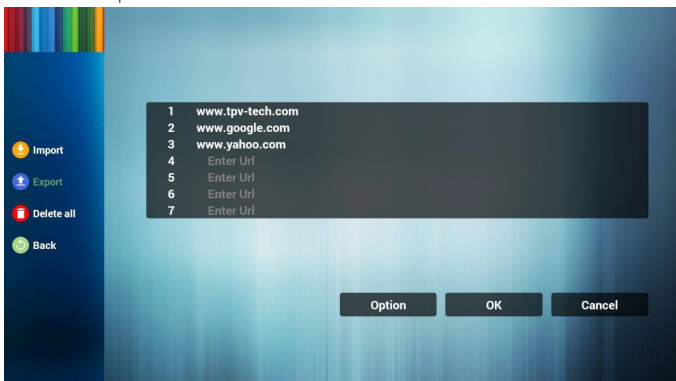 Import
Export
Delete all
Back
1 www.tpv-tech.com
2 www.google.com
3 www.yahoo.com
4 Enter Url
5 Enter Url
6 Enter Url
7 Enter Url
Option OK Cancel